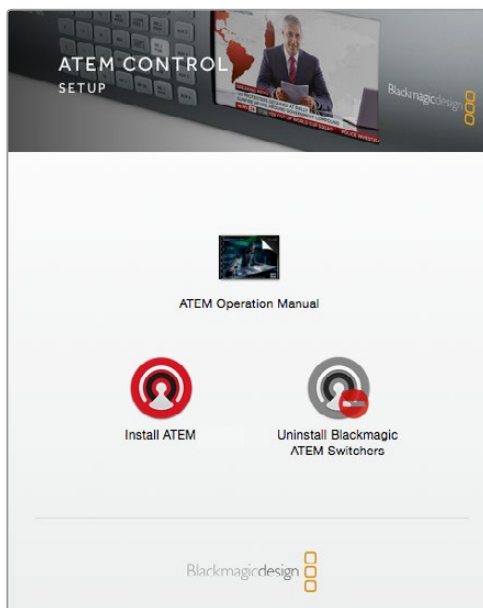 ATEM CONTROL
SETUP
Blackmagicdesign
ATEM Operation Manual
Install ATEM
Uninstall Blackmagic
ATEM Switchers
Blackmagicdesign